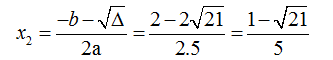 x₂ = (-b - √Δ)/2a = (2 - 2√21)/2.5 = (1 - √21)/5